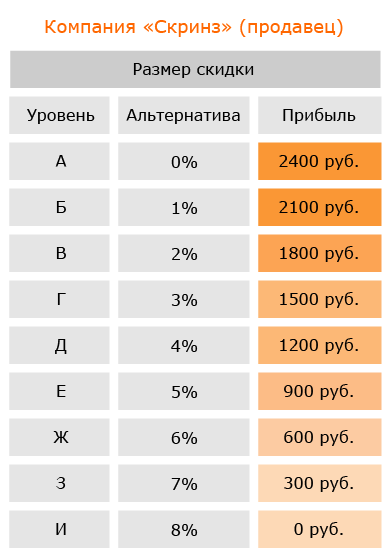 Компания «Скринз» (продавец)
Размер скидки
Уровень Альтернатива Прибыль
А 0% 2400 руб.
Б 1% 2100 руб.
В 2% 1800 руб.
Г 3% 1500 руб.
Д 4% 1200 руб.
Е 5% 900 руб.
Ж 6% 600 руб.
З 7% 300 руб.
И 8% 0 руб.